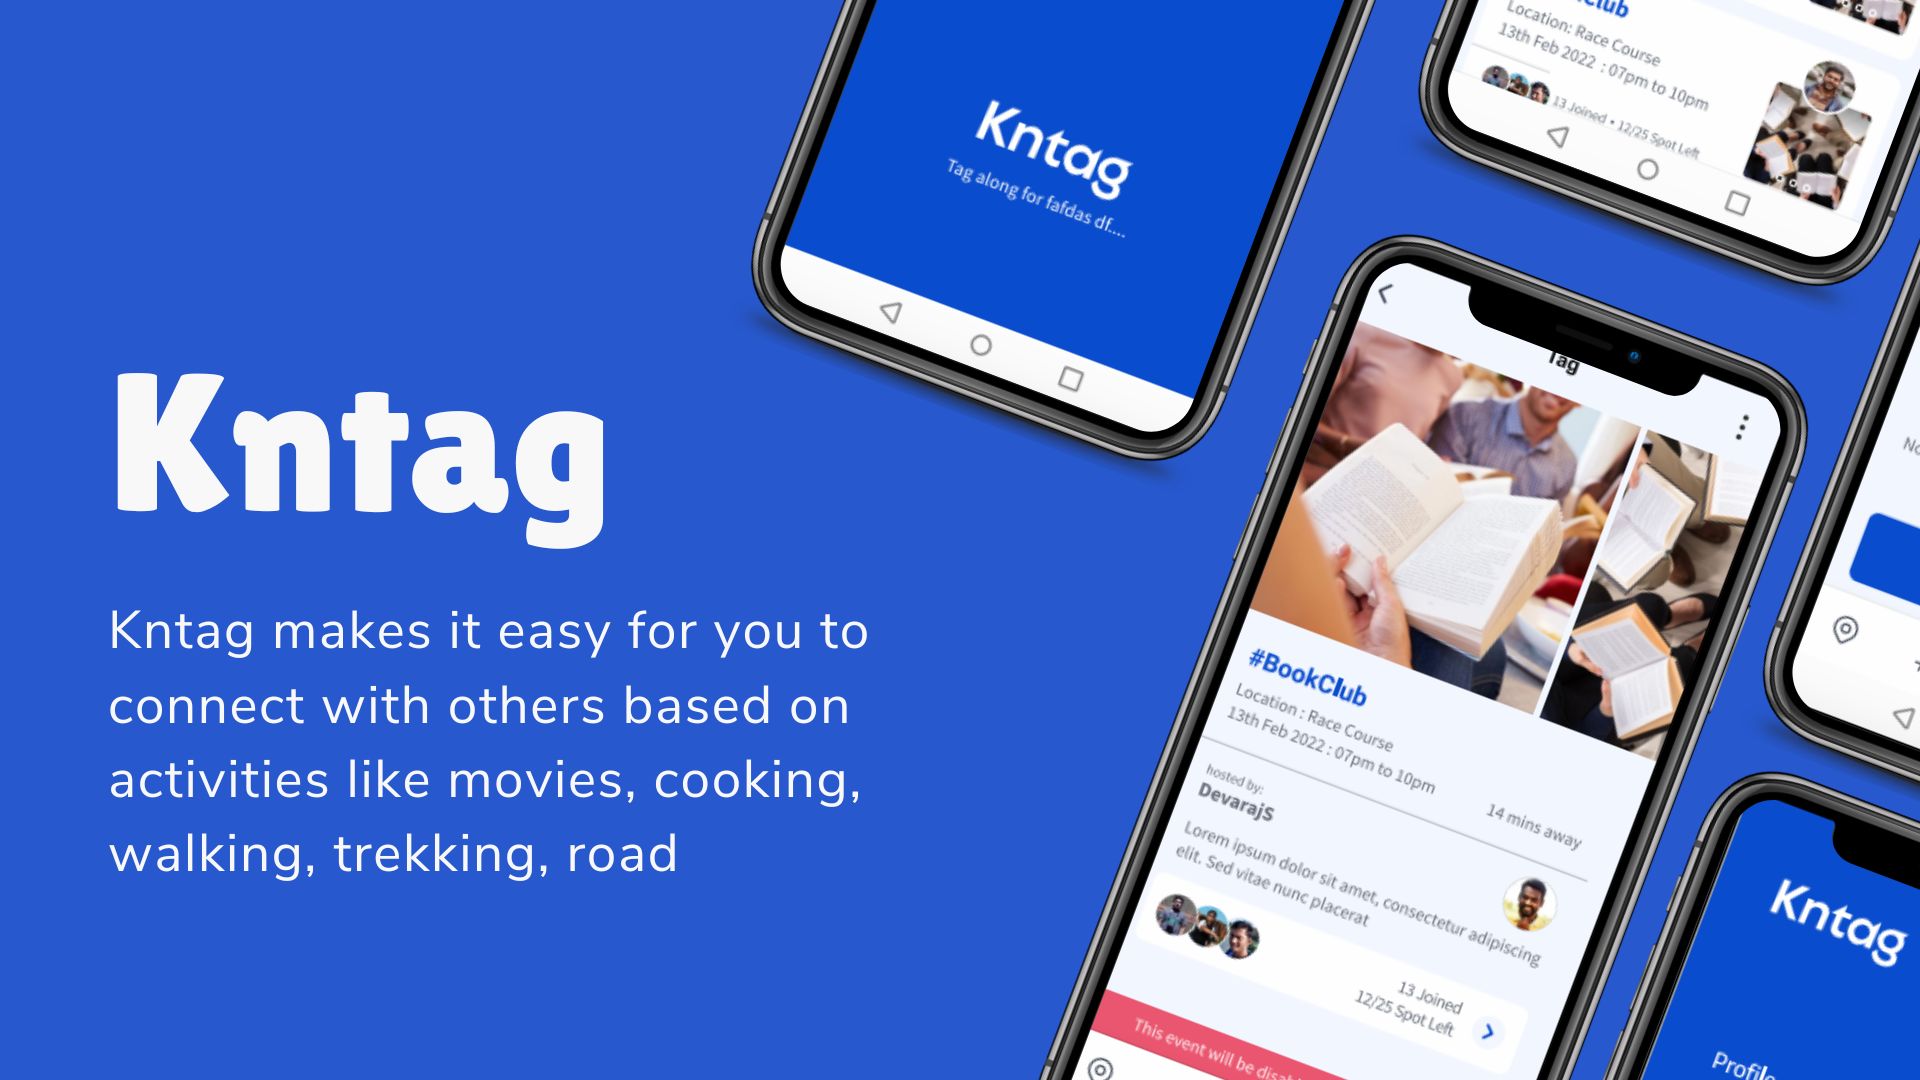 Kntag
Kntag makes it easy for you to
connect with others based on
activities like movies, cooking,
walking, trekking, road
Kntag
Tag along for fafdas df....
Location: Race Course
13th Feb 2022 : 07pm to 10pm
13 Joined • 12/25 Spot Left
Tag
#BookClub
Location : Race Course
13th Feb 2022 : 07pm to 10pm
14 mins away
hosted by:
DevarajS
Lorem ipsum dolor sit amet, consectetur adipiscing
elit. Sed vitae nunc placerat
13 Joined
12/25 Spot Left
This event will be
Kntag